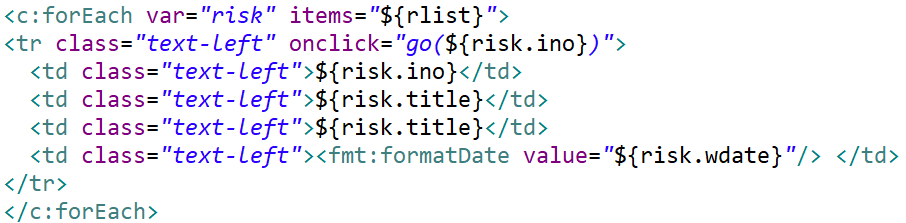 <c:forEach var="risk" items="${rlist}">
<tr class="text-left" onclick="go(${risk.ino})">
  <td class="text-left">${risk.ino}</td>
  <td class="text-left">${risk.title}</td>
  <td class="text-left">${risk.title}</td>
  <td class="text-left"><fmt:formatDate value="${risk.wdate}"/> </td>
</tr>
</c:forEach>